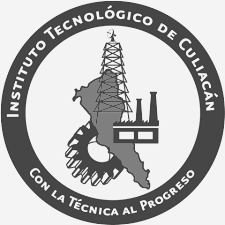 INSTITUTO TECNOLÓGICO DE CULIACÁN
CON LA TÉCNICA AL PROGRESO